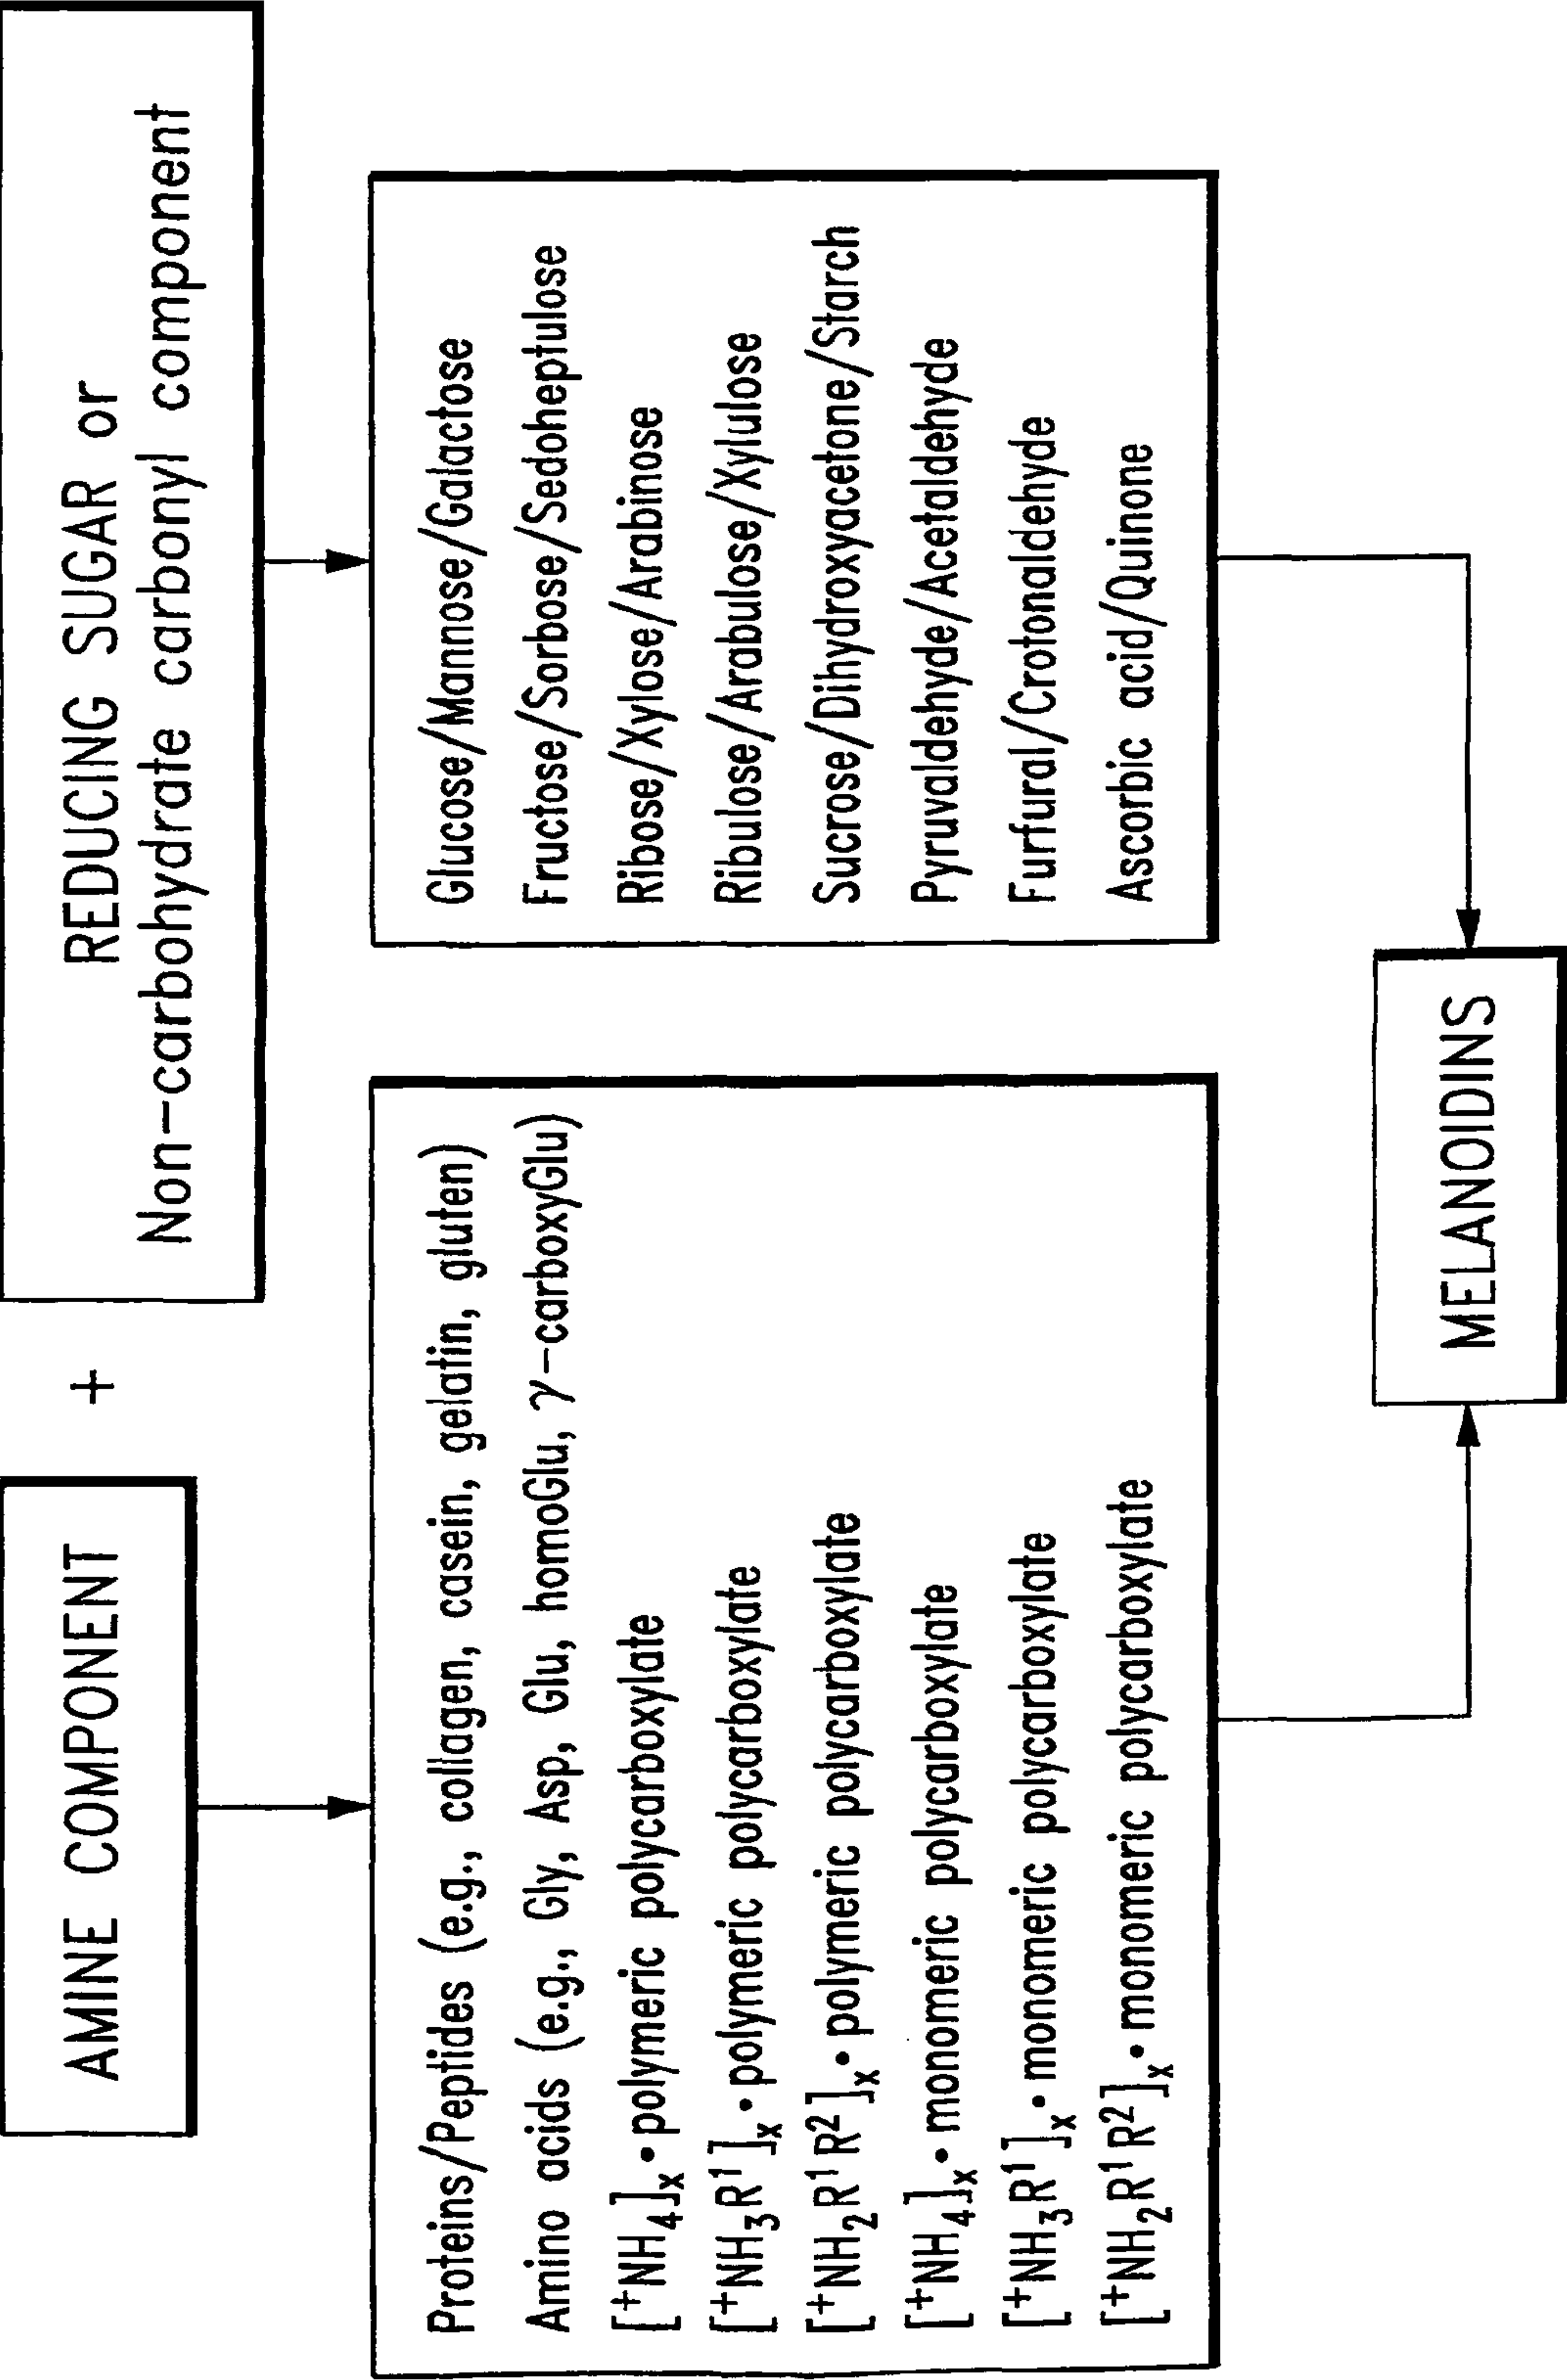 AMINE COMPONENT
+
REDUCING SUGAR or
Non-carbohydrate carbonyl component
Proteins/Peptides (e.g., collagen, casein, gelatin, gluten)
Amino acids (e.g., Gly, Asp, Glu, homoGlu, γ-carboxyGlu)
[⁺NH₄]ₓ•polymeric polycarboxylate
[⁺NH₃R¹]ₓ•polymeric polycarboxylate
[⁺NH₂R¹R²]ₓ•polymeric polycarboxylate
[⁺NH₄]ₓ•monomeric polycarboxylate
[⁺NH₃R¹]ₓ•monomeric polycarboxylate
[⁺NH₂R¹R²]ₓ•monomeric polycarboxylate
Glucose/Mannose/Galactose
Fructose/Sorbose/Sedoheptulose
Ribose/Xylose/Arabinose
Ribulose/Arabulose/Xylulose
Sucrose/Dihydroxyacetone/Starch
Pyruvaldehyde/Acetaldehyde
Furfural/Crotonaldehyde
Ascorbic acid/Quinone
MELANOIDINS